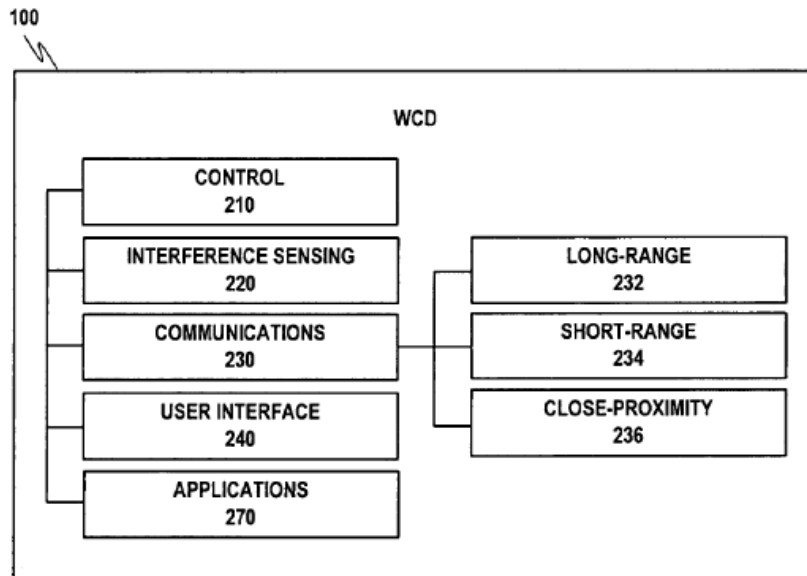 100
WCD
CONTROL
210
INTERFERENCE SENSING
220
COMMUNICATIONS
230
USER INTERFACE
240
APPLICATIONS
270
LONG-RANGE
232
SHORT-RANGE
234
CLOSE-PROXIMITY
236